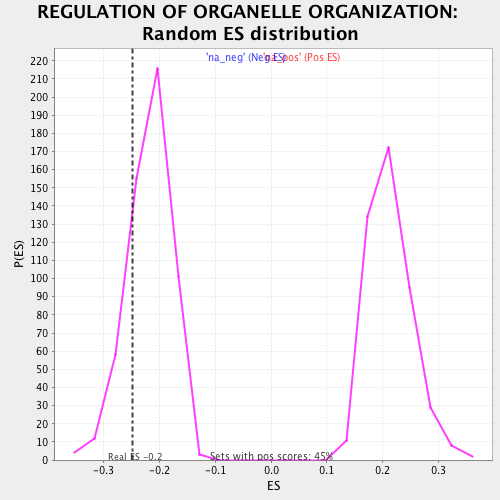 REGULATION OF ORGANELLE ORGANIZATION:
Random ES distribution
'na_neg' (Neg ES) 'na_pos' (Pos ES)
220
210
200
190
180
170
160
150
140
130
120
110
100
90
80
70
60
50
40
30
20
10
0
P(ES)
Real ES -0.2
Sets with pos scores: 45%
-0.3 -0.2 -0.1 0.0 0.1 0.2 0.3
ES